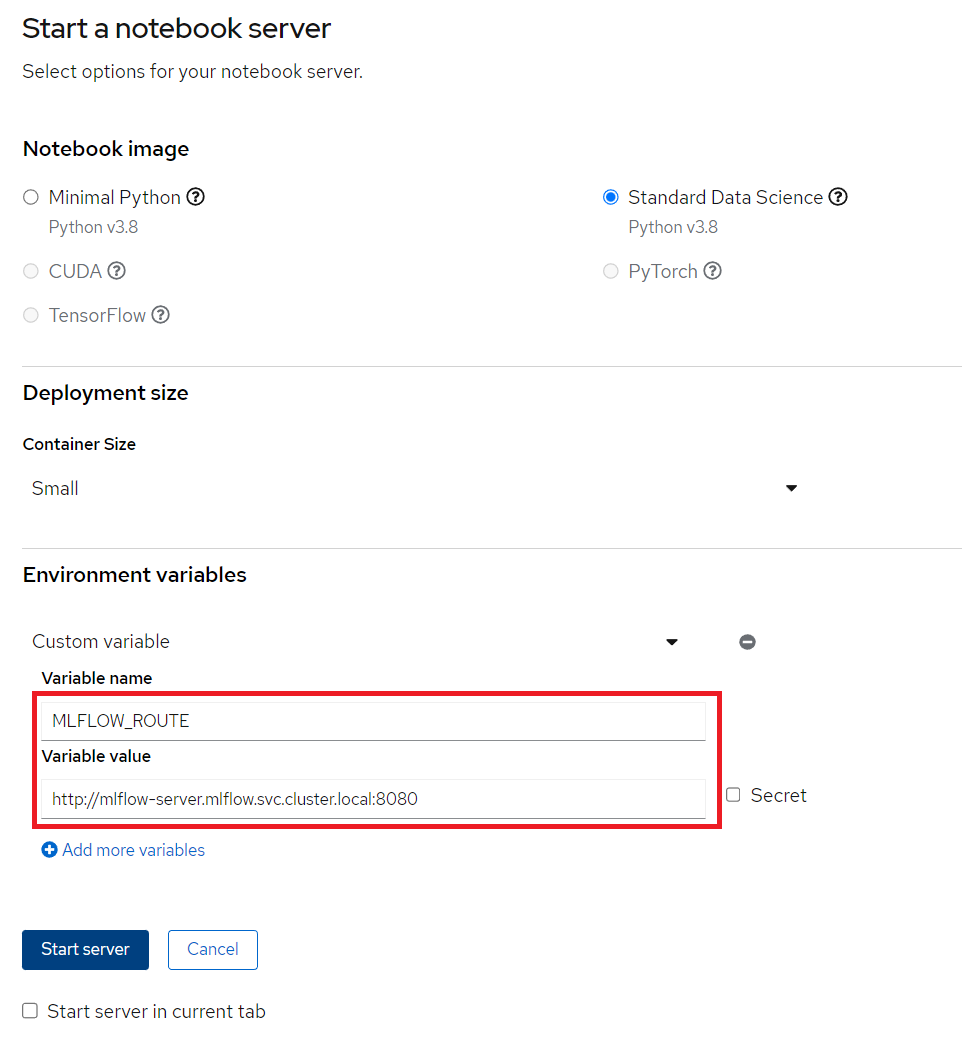 Start a notebook server
Select options for your notebook server.
Notebook image
Minimal Python
Python v3.8
Standard Data Science
Python v3.8
CUDA
PyTorch
TensorFlow
Deployment size
Container Size
Small
Environment variables
Custom variable
Variable name
MLFLOW_ROUTE
Variable value
http://mlflow-server.mlflow.svc.cluster.local:8080
Secret
Add more variables
Start server
Cancel
Start server in current tab